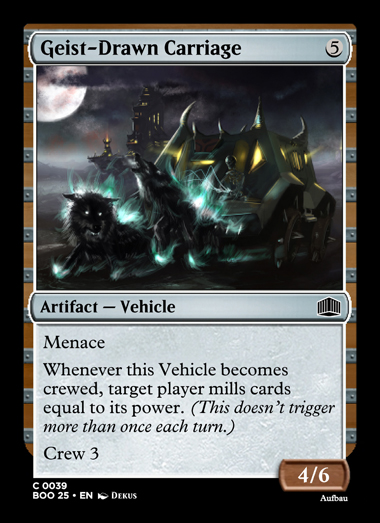 Geist-Drawn Carriage 5
Artifact — Vehicle
Menace
Whenever this Vehicle becomes
crewed, target player mills cards
equal to its power. (This doesn't trigger
more than once each turn.)
Crew 3
4/6
C 0039
BOO 25 • EN Dekus
Aufbau